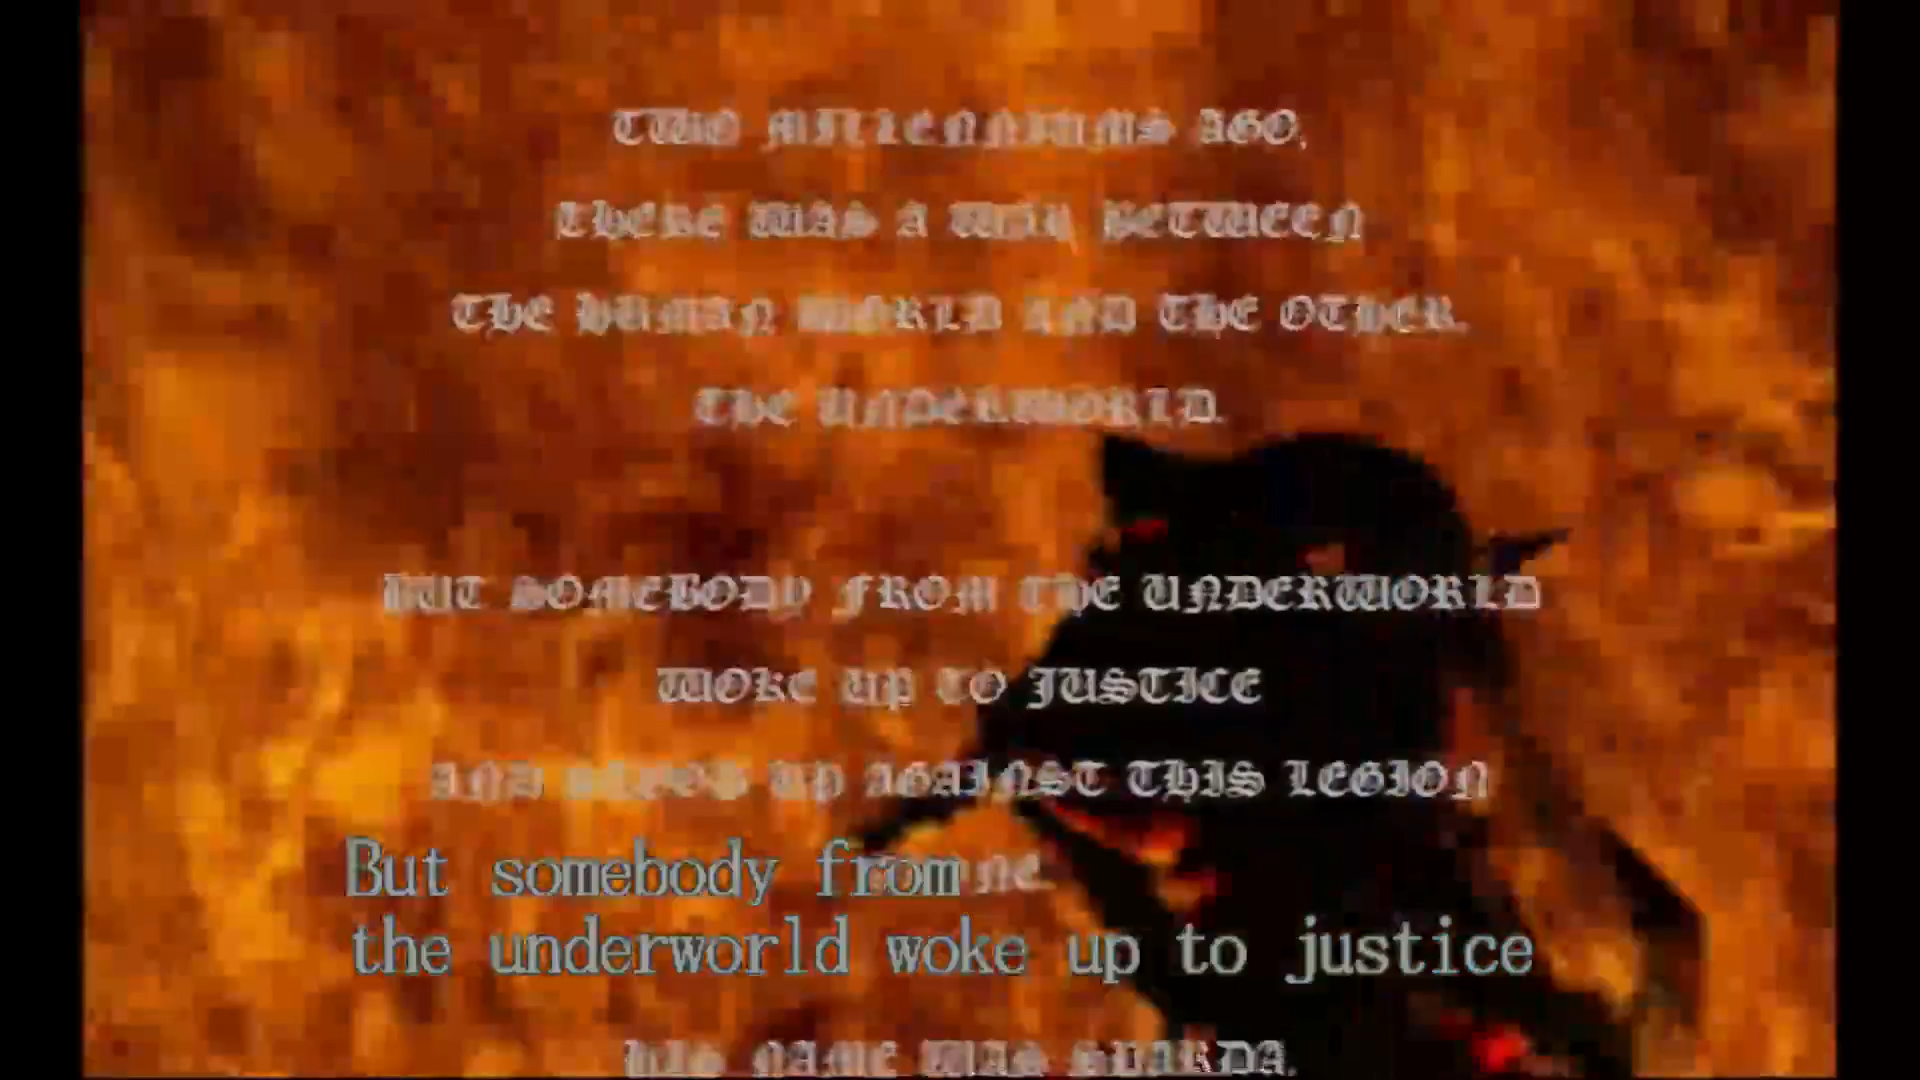 TWO MILLENNIUMS AGO,
THERE WAS A WAR BETWEEN
THE HUMAN WORLD AND THE OTHER,
THE UNDERWORLD.
BUT SOMEBODY FROM THE UNDERWORLD
WOKE UP TO JUSTICE
AND STOOD UP AGAINST THIS LEGION
But somebody from
the underworld woke up to justice
HIS NAME WAS SPARDA.